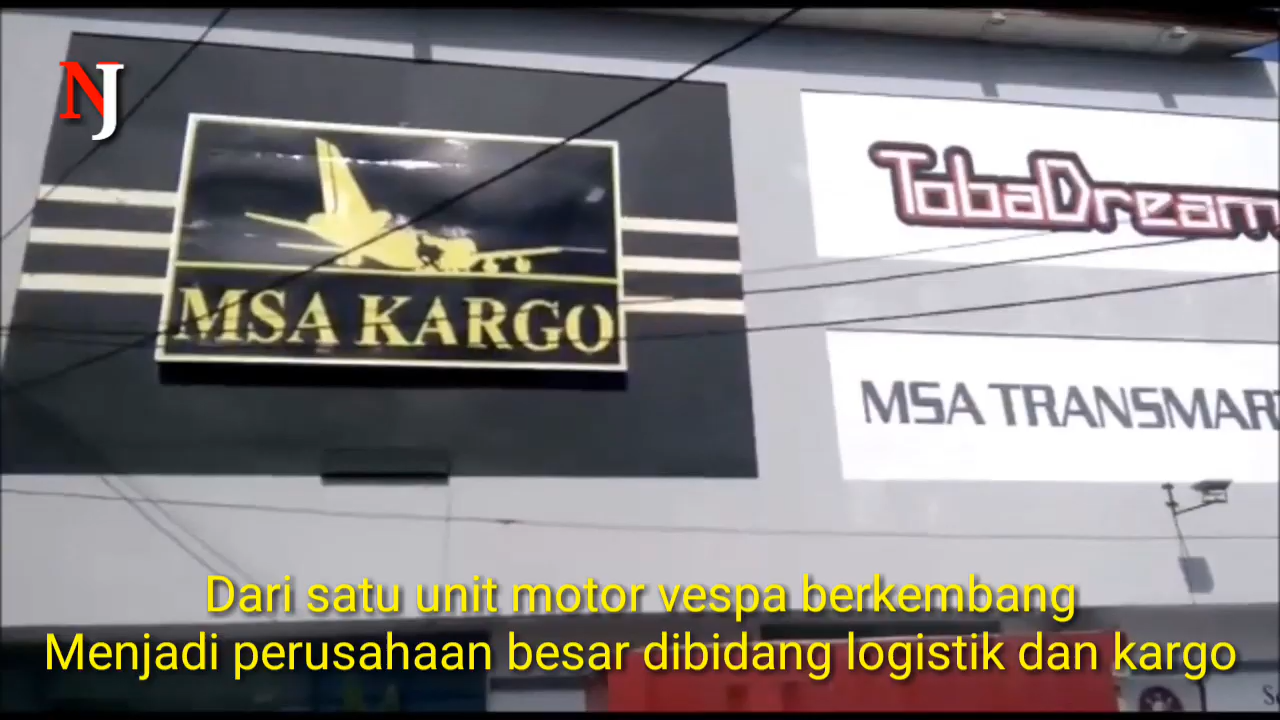 NJ
MSA KARGO
TobaDream
MSA TRANSMAR
Dari satu unit motor vespa berkembang
Menjadi perusahaan besar dibidang logistik dan kargo